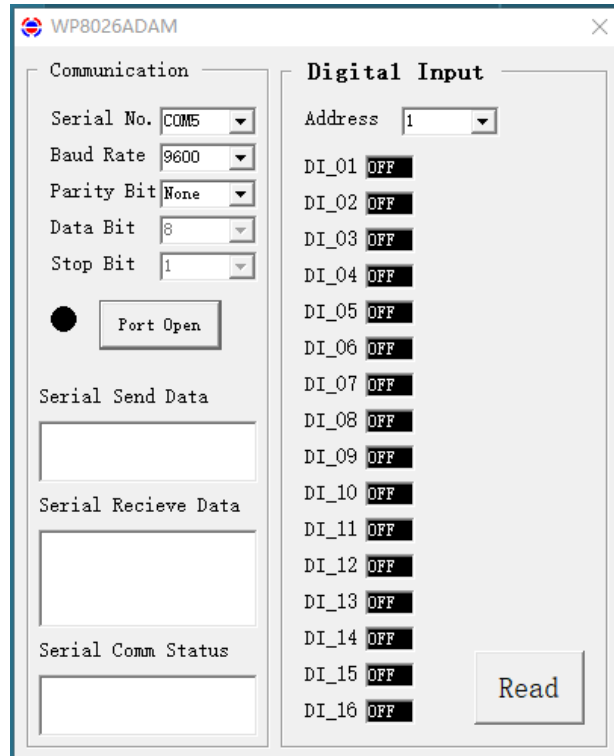 WP8026ADAM
Communication
Serial No. COM5
Baud Rate 9600
Parity Bit None
Data Bit 8
Stop Bit 1
Port Open
Serial Send Data
Serial Recieve Data
Serial Comm Status
Digital Input
Address 1
DI_01 OFF
DI_02 OFF
DI_03 OFF
DI_04 OFF
DI_05 OFF
DI_06 OFF
DI_07 OFF
DI_08 OFF
DI_09 OFF
DI_10 OFF
DI_11 OFF
DI_12 OFF
DI_13 OFF
DI_14 OFF
DI_15 OFF
DI_16 OFF
Read